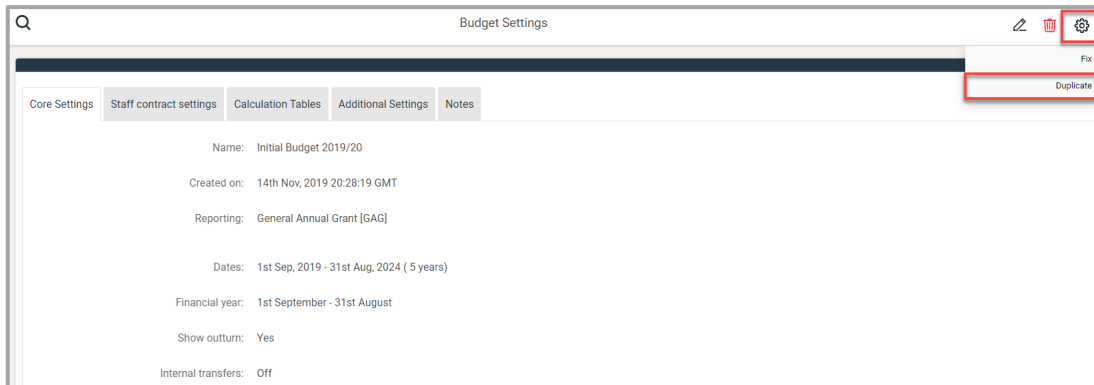 Budget Settings
Fix
Duplicate
Core Settings Staff contract settings Calculation Tables Additional Settings Notes
Name: Initial Budget 2019/20
Created on: 14th Nov, 2019 20:28:19 GMT
Reporting: General Annual Grant [GAG]
Dates: 1st Sep, 2019 - 31st Aug, 2024 ( 5 years)
Financial year: 1st September - 31st August
Show outturn: Yes
Internal transfers: Off